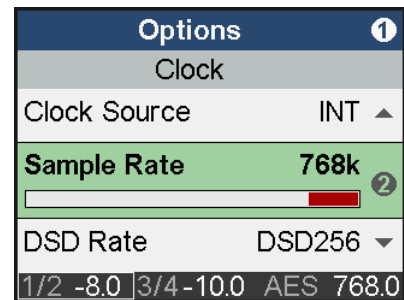 Options 1
Clock
Clock Source INT
Sample Rate 768k
2
DSD Rate DSD256
1/2 -8.0 3/4 -10.0 AES 768.0